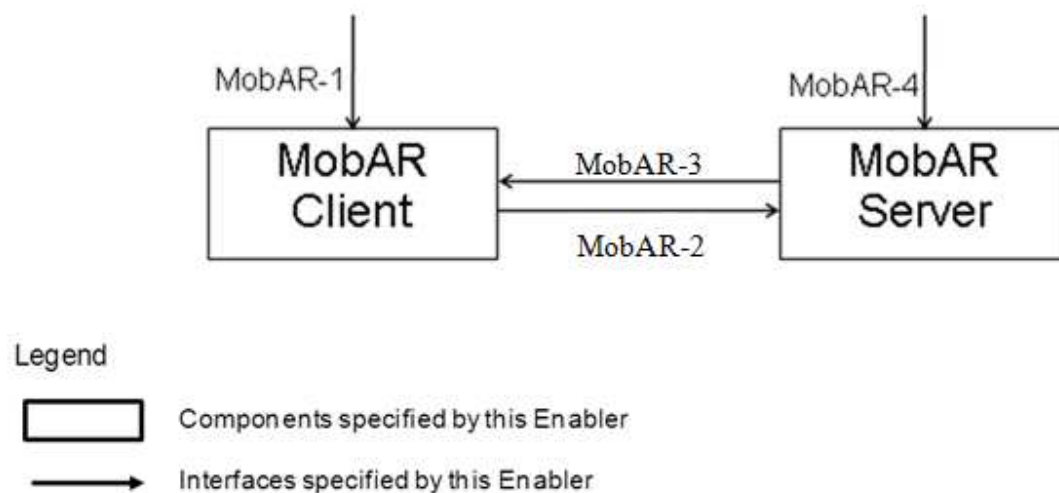 MobAR-1
MobAR-4
MobAR
Client
MobAR-3
MobAR-2
MobAR
Server
Legend
Components specified by this Enabler
Interfaces specified by this Enabler